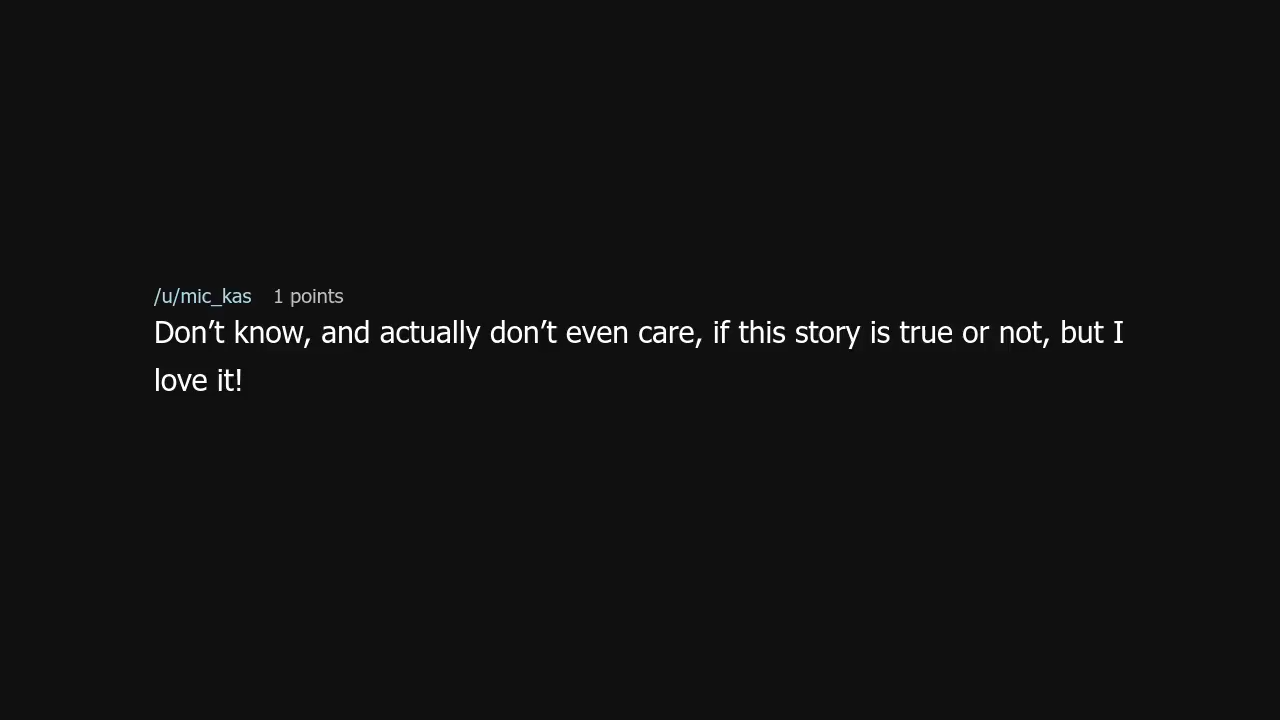 /u/mic_kas 1 points
Don’t know, and actually don’t even care, if this story is true or not, but I
love it!